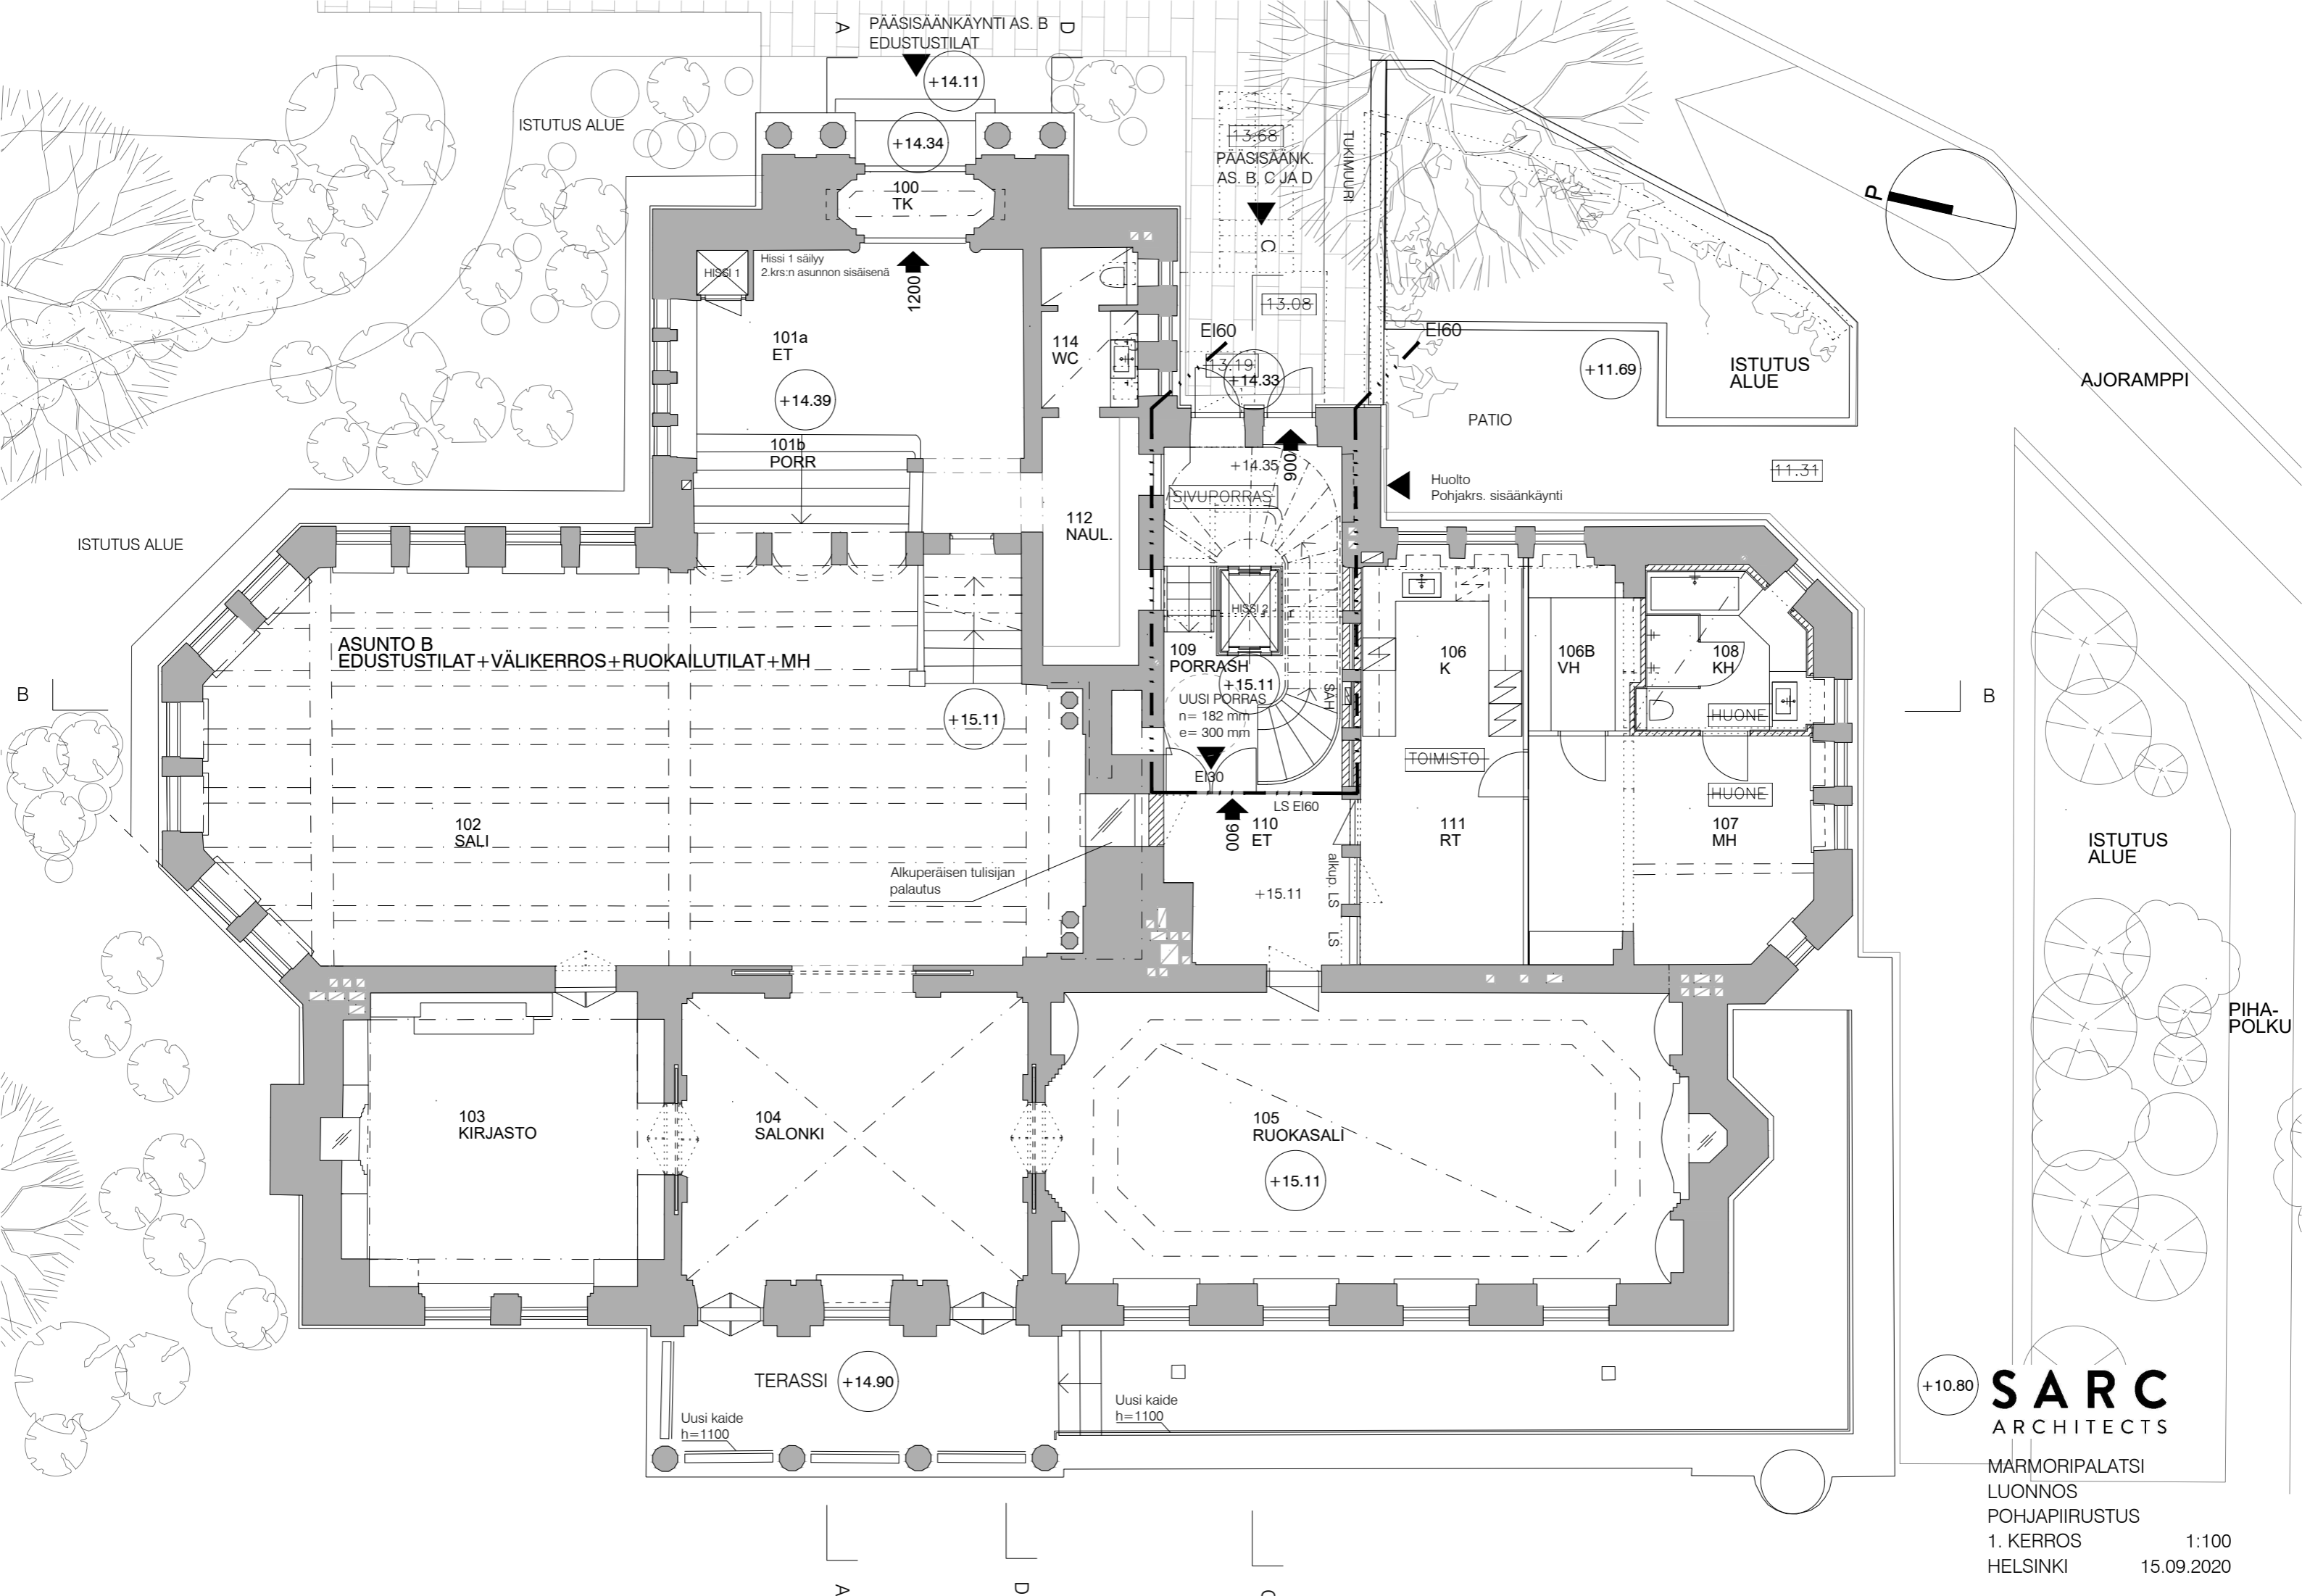 A
PÄÄSISÄÄNKÄYNTI AS. B
EDUSTUSTILAT
D
+14.11
ISTUTUS ALUE
+14.34
100
TK
13.68
PÄÄSISÄÄNK.
AS. B, C JA D
TUKIMUURI
P
C
HISSI 1
Hissi 1 säilyy
2.krs:n asunnon sisäisenä
1200
13.08
101a
ET
114
WC
EI60
EI60
13.19
+14.33
+14.39
+11.69
ISTUTUS
ALUE
AJORAMPPI
PATIO
101b
PORR
+14.35
900
11.31
SIVUPORRAS
Huolto
Pohjakrs. sisäänkäynti
112
NAUL.
ISTUTUS ALUE
HISSI 2
ASUNTO B
EDUSTUSTILAT+VÄLIKERROS+RUOKAILUTILAT+MH
109
PORRASH
106
K
106B
VH
108
KH
B
B
+15.11
+15.11
UUSI PORRAS
n= 182 mm
e= 300 mm
SÄH
HUONE
TOIMISTO
EI30
HUONE
LS EI60
102
SALI
900
110
ET
111
RT
107
MH
ISTUTUS
ALUE
Alkuperäisen tulisijan
palautus
alkup. LS
+15.11
LS
PIHA-
POLKU
103
KIRJASTO
104
SALONKI
105
RUOKASALI
+15.11
TERASSI
+14.90
Uusi kaide
h=1100
Uusi kaide
h=1100
+10.80
SARC
ARCHITECTS
MARMORIPALATSI
LUONNOS
POHJAPIIRUSTUS
1. KERROS 1:100
HELSINKI 15.09.2020
A
D
C